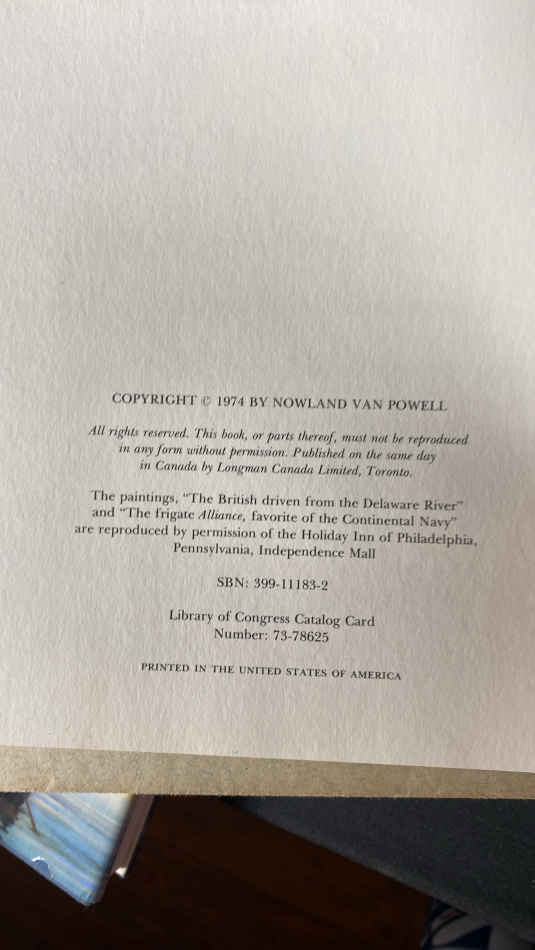 COPYRIGHT © 1974 BY NOWLAND VAN POWELL
All rights reserved. This book, or parts thereof, must not be reproduced
in any form without permission. Published on the same day
in Canada by Longman Canada Limited, Toronto.
The paintings, “The British driven from the Delaware River”
and “The frigate Alliance, favorite of the Continental Navy”
are reproduced by permission of the Holiday Inn of Philadelphia,
Pennsylvania, Independence Mall
SBN: 399-11183-2
Library of Congress Catalog Card
Number: 73-78625
PRINTED IN THE UNITED STATES OF AMERICA